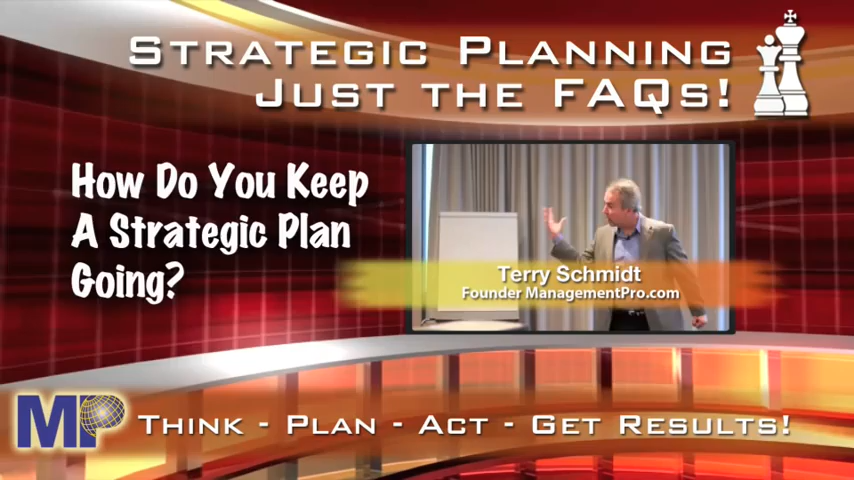 Strategic Planning
Just the FAQs!
How Do You Keep
A Strategic Plan
Going?
Terry Schmidt
Founder ManagementPro.com
MP
Think - Plan - Act - Get Results!